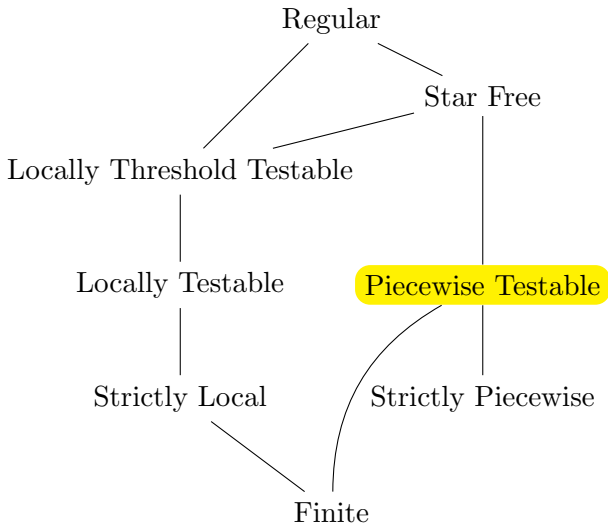 Regular
Star Free
Locally Threshold Testable
Locally Testable
Piecewise Testable
Strictly Local
Strictly Piecewise
Finite